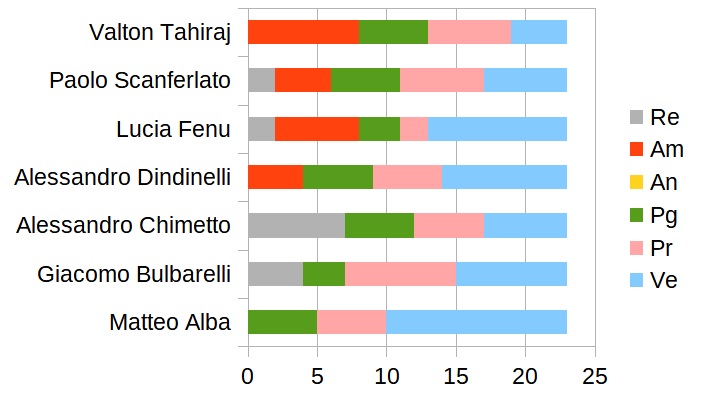 Valton Tahiraj
Paolo Scanferlato
Lucia Fenu
Alessandro Dindinelli
Alessandro Chimetto
Giacomo Bulbarelli
Matteo Alba
0 5 10 15 20 25
Re
Am
An
Pg
Pr
Ve